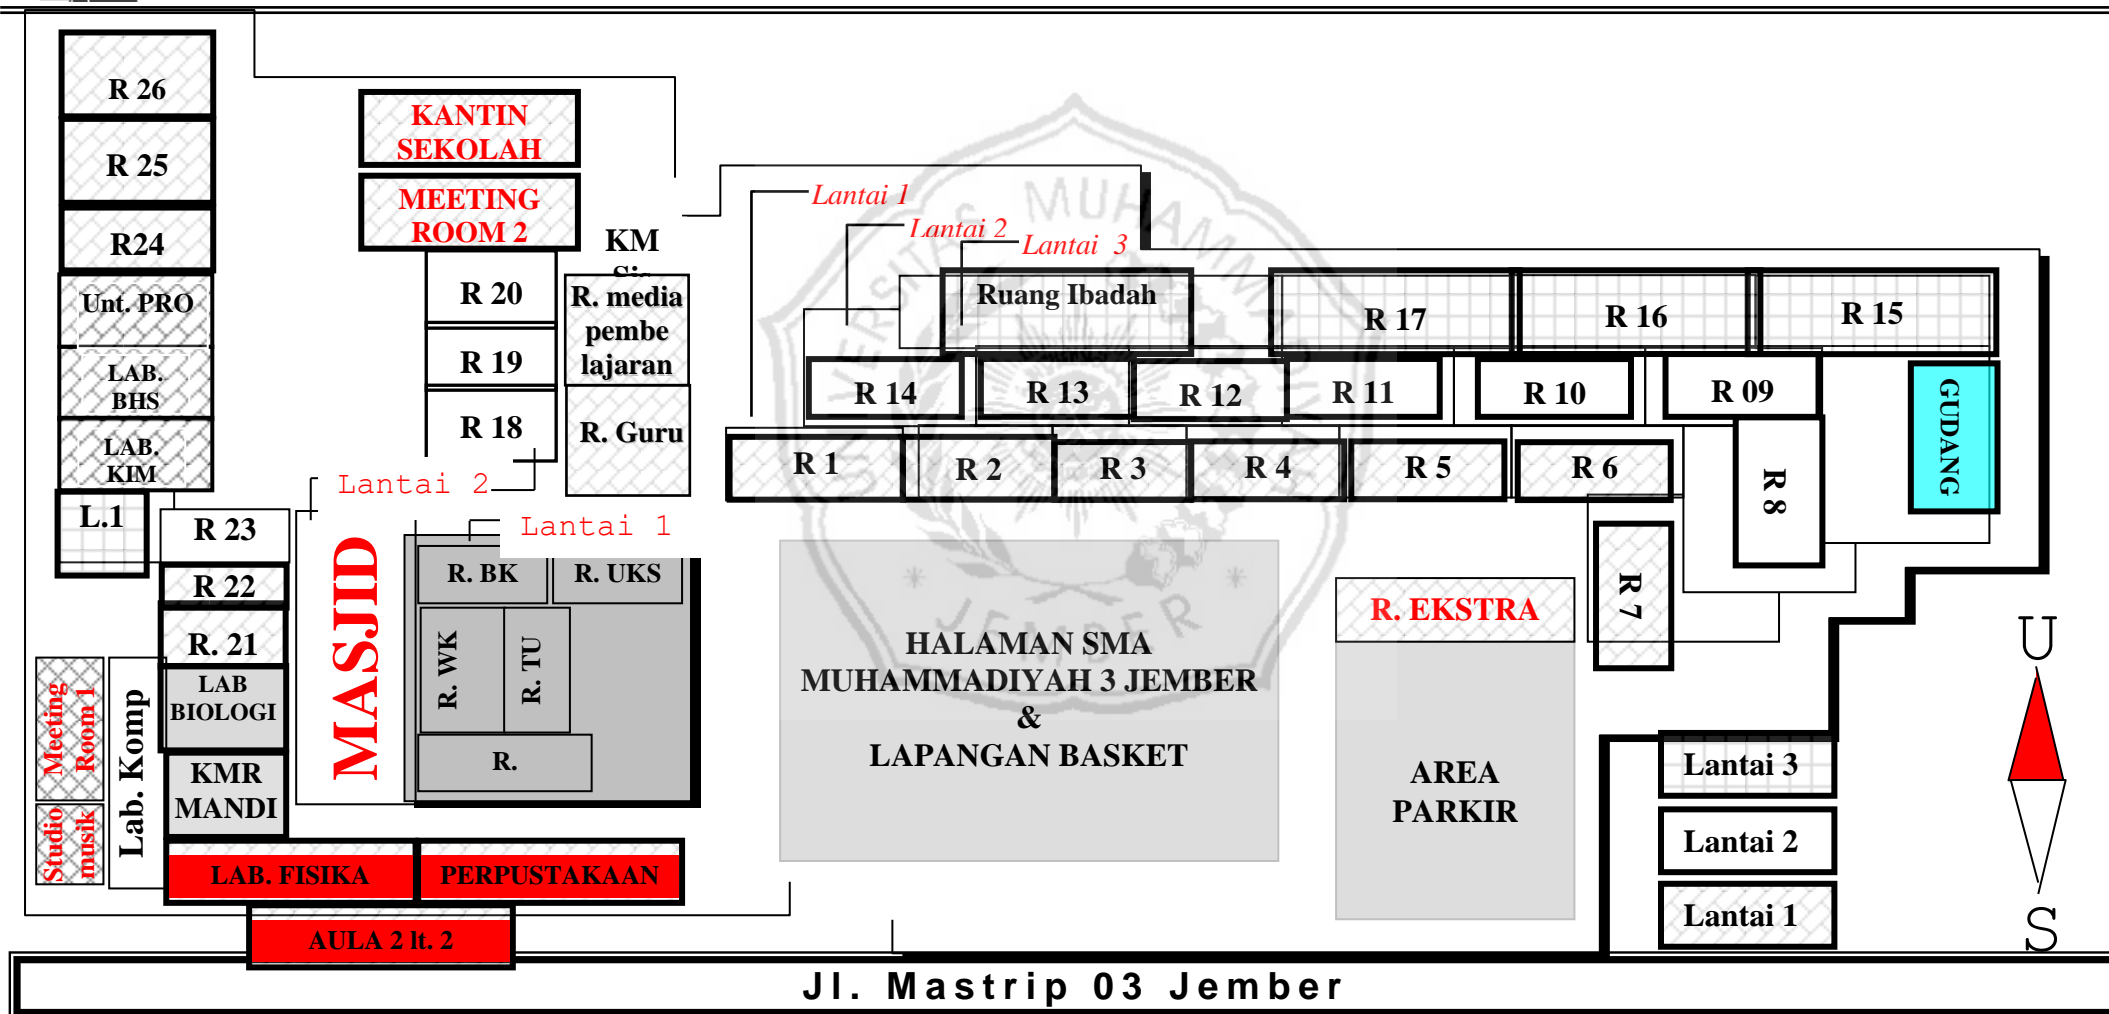 R 26
R 25
R24
Unt. PRO
LAB.
BHS
LAB.
KIM
L.1
R 23
R 22
R. 21
LAB
BIOLOGI
KMR
MANDI
Meeting
Room 1
Studio
musik
Lab. Komp
LAB. FISIKA
PERPUSTAKAAN
AULA 2 lt. 2
KANTIN
SEKOLAH
MEETING
ROOM 2
KM
R 20
R 19
R 18
R. media
pembe
lajaran
R. Guru
Lantai 2
Lantai 1
MASJID
R. BK
R. UKS
R. WK
R. TU
R.
Lantai 1
Lantai 2
Lantai 3
Ruang Ibadah
R 17
R 16
R 15
R 14
R 13
R 12
R 11
R 10
R 09
R 1
R 2
R 3
R 4
R 5
R 6
R 7
R 8
GUDANG
UNIVERSITAS MUHAMMADIYAH
JEMBER
HALAMAN SMA
MUHAMMADIYAH 3 JEMBER
&
LAPANGAN BASKET
R. EKSTRA
AREA
PARKIR
Lantai 3
Lantai 2
Lantai 1
U
S
Jl. Mastrip 03 Jember